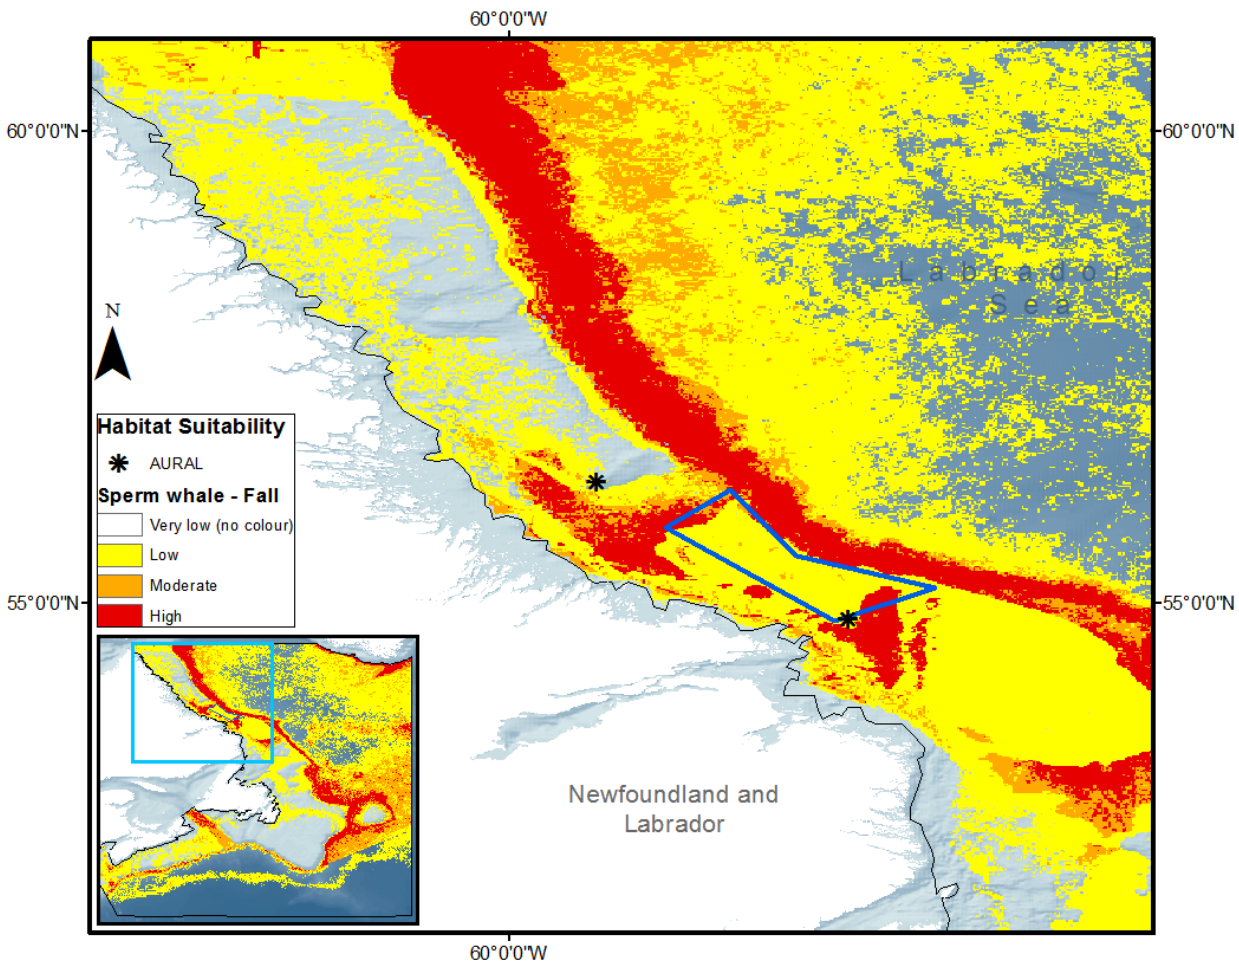 60°0'0"W
60°0'0"N
60°0'0"N
Labrador
Sea
N
Habitat Suitability
AURAL
Sperm whale - Fall
Very low (no colour)
Low
Moderate
High
55°0'0"N
55°0'0"N
Newfoundland and
Labrador
60°0'0"W